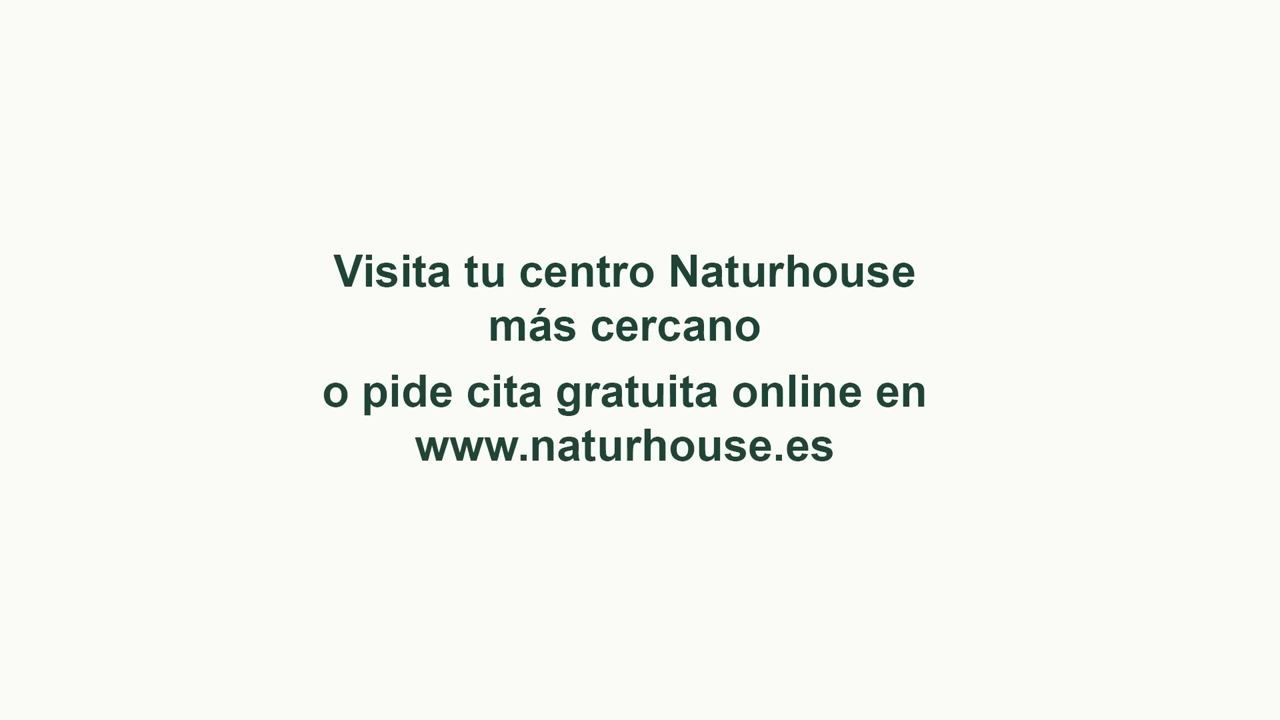 Visita tu centro Naturhouse
más cercano
o pide cita gratuita online en
www.naturhouse.es